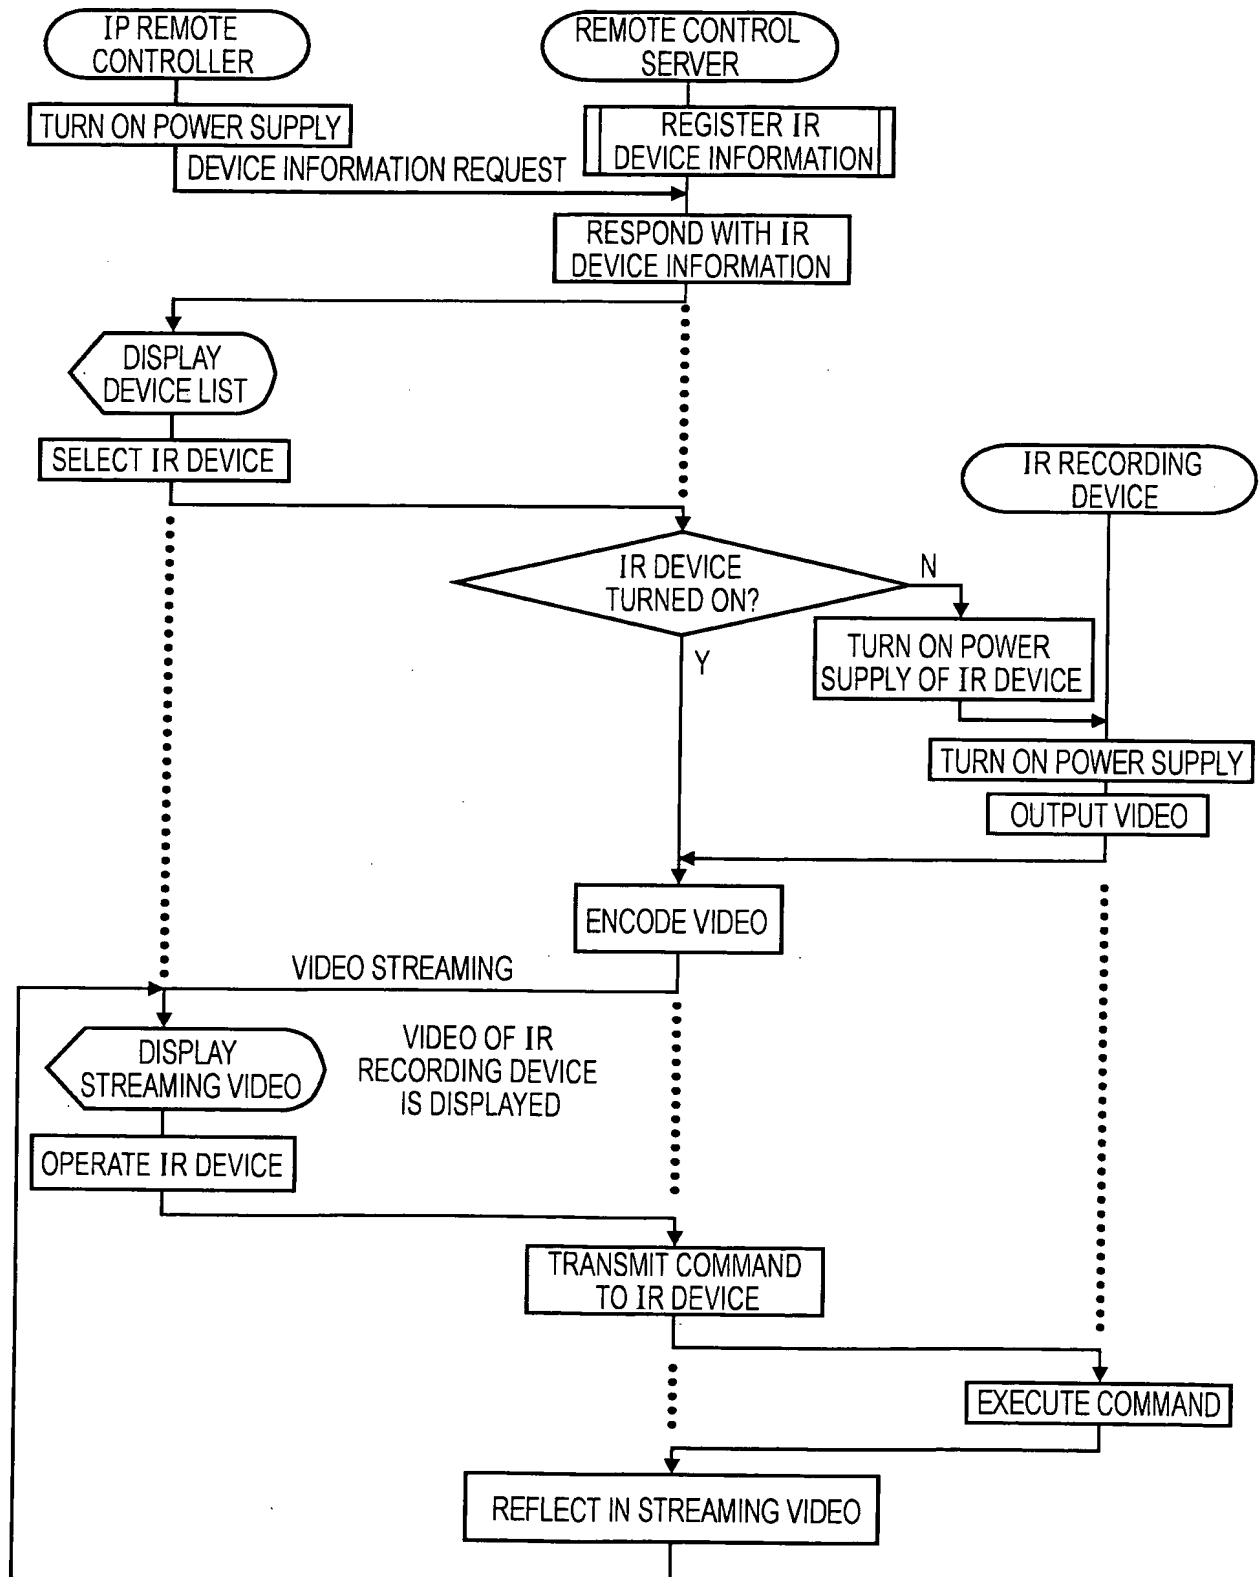 IP REMOTE
CONTROLLER
REMOTE CONTROL
SERVER
TURN ON POWER SUPPLY
REGISTER IR
DEVICE INFORMATION
DEVICE INFORMATION REQUEST
RESPOND WITH IR
DEVICE INFORMATION
DISPLAY
DEVICE LIST
SELECT IR DEVICE
IR RECORDING
DEVICE
IR DEVICE
TURNED ON?
N
Y
TURN ON POWER
SUPPLY OF IR DEVICE
TURN ON POWER SUPPLY
OUTPUT VIDEO
ENCODE VIDEO
VIDEO STREAMING
DISPLAY
STREAMING VIDEO
VIDEO OF IR
RECORDING DEVICE
IS DISPLAYED
OPERATE IR DEVICE
TRANSMIT COMMAND
TO IR DEVICE
EXECUTE COMMAND
REFLECT IN STREAMING VIDEO